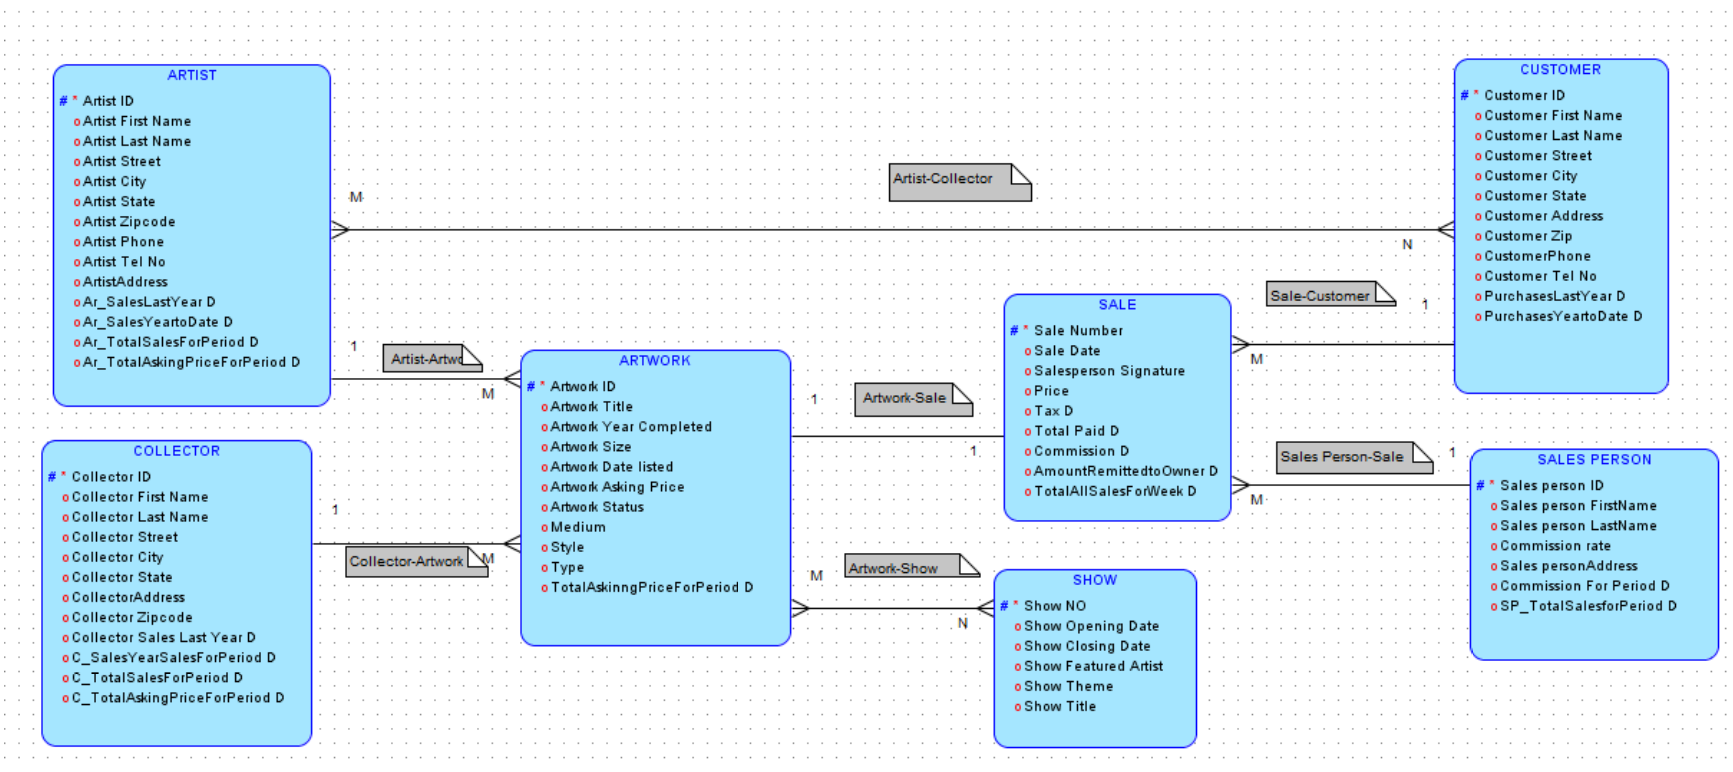 ARTIST
# * Artist ID
o Artist First Name
o Artist Last Name
o Artist Street
o Artist City
o Artist State
o Artist Zipcode
o Artist Phone
o Artist Tel No
o ArtistAddress
o Ar_SalesLastYear D
o Ar_SalesYeartoDate D
o Ar_TotalSalesForPeriod D
o Ar_TotalAskingPriceForPeriod D
M
Artist-Collector
N
CUSTOMER
# * Customer ID
o Customer First Name
o Customer Last Name
o Customer Street
o Customer City
o Customer State
o Customer Address
o Customer Zip
o CustomerPhone
o Customer Tel No
o PurchasesLastYear D
o PurchasesYeartoDate D
1
Artist-Artwo
M
COLLECTOR
# * Collector ID
o Collector First Name
o Collector Last Name
o Collector Street
o Collector City
o Collector State
o CollectorAddress
o Collector Zipcode
o Collector Sales Last Year D
o C_SalesYearSalesForPeriod D
o C_TotalSalesForPeriod D
o C_TotalAskingPriceForPeriod D
1
Collector-Artwork
M
ARTWORK
# * Artwork ID
o Artwork Title
o Artwork Year Completed
o Artwork Size
o Artwork Date listed
o Artwork Asking Price
o Artwork Status
o Medium
o Style
o Type
o TotalAskinngPriceForPeriod D
1
Artwork-Sale
1
SALE
# * Sale Number
o Sale Date
o Salesperson Signature
o Price
o Tax D
o Total Paid D
o Commission D
o AmountRemittedtoOwner D
o TotalAllSalesForWeek D
Sale-Customer
1
M
Sales Person-Sale
1
M
SALES PERSON
# * Sales person ID
o Sales person FirstName
o Sales person LastName
o Commission rate
o Sales personAddress
o Commission For Period D
o SP_TotalSalesforPeriod D
M
Artwork-Show
N
SHOW
# * Show NO
o Show Opening Date
o Show Closing Date
o Show Featured Artist
o Show Theme
o Show Title